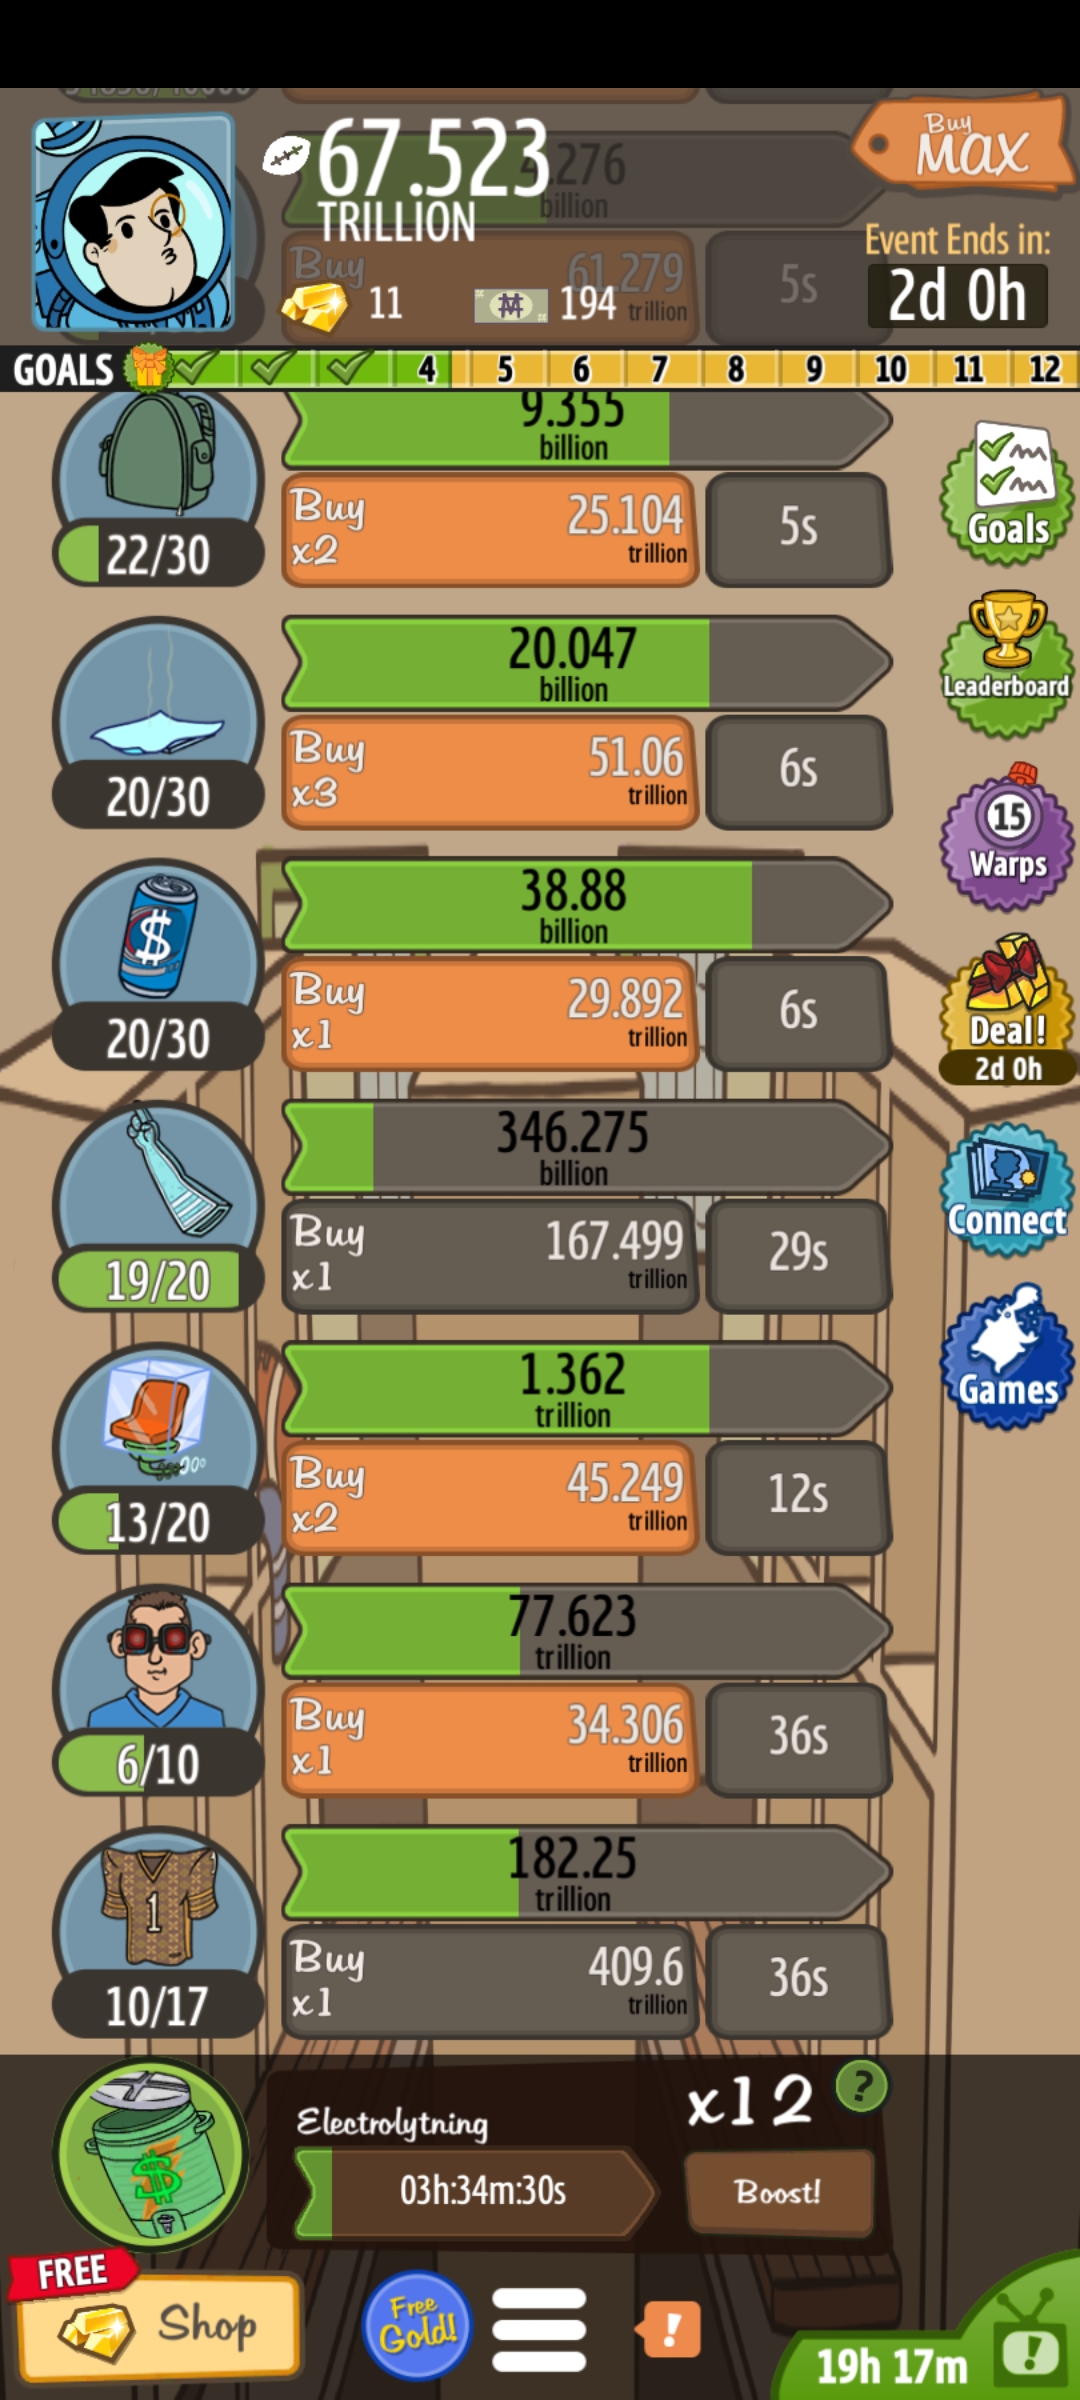 67.523
TRILLION
Buy
MAX
.276
billion
Event Ends in:
2d 0h
Buy
61.279
trillion
5s
11
194
GOALS 4 5 6 7 8 9 10 11 12
9.355
billion
22/30
Buy
x2
25.104
trillion
5s
Goals
20.047
billion
20/30
Buy
x3
51.06
trillion
6s
Leaderboard
15
Warps
38.88
billion
$
20/30
Buy
x1
29.892
trillion
6s
Deal!
2d 0h
346.275
billion
19/20
Buy
x1
167.499
trillion
29s
Connect
1.362
trillion
13/20
Buy
x2
45.249
trillion
12s
Games
77.623
trillion
6/10
Buy
x1
34.306
trillion
36s
182.25
trillion
1
10/17
Buy
x1
409.6
trillion
36s
$
Electrolytning
x12
?
03h:34m:30s
Boost!
FREE
Shop
Free
Gold!
!
19h 17m
!